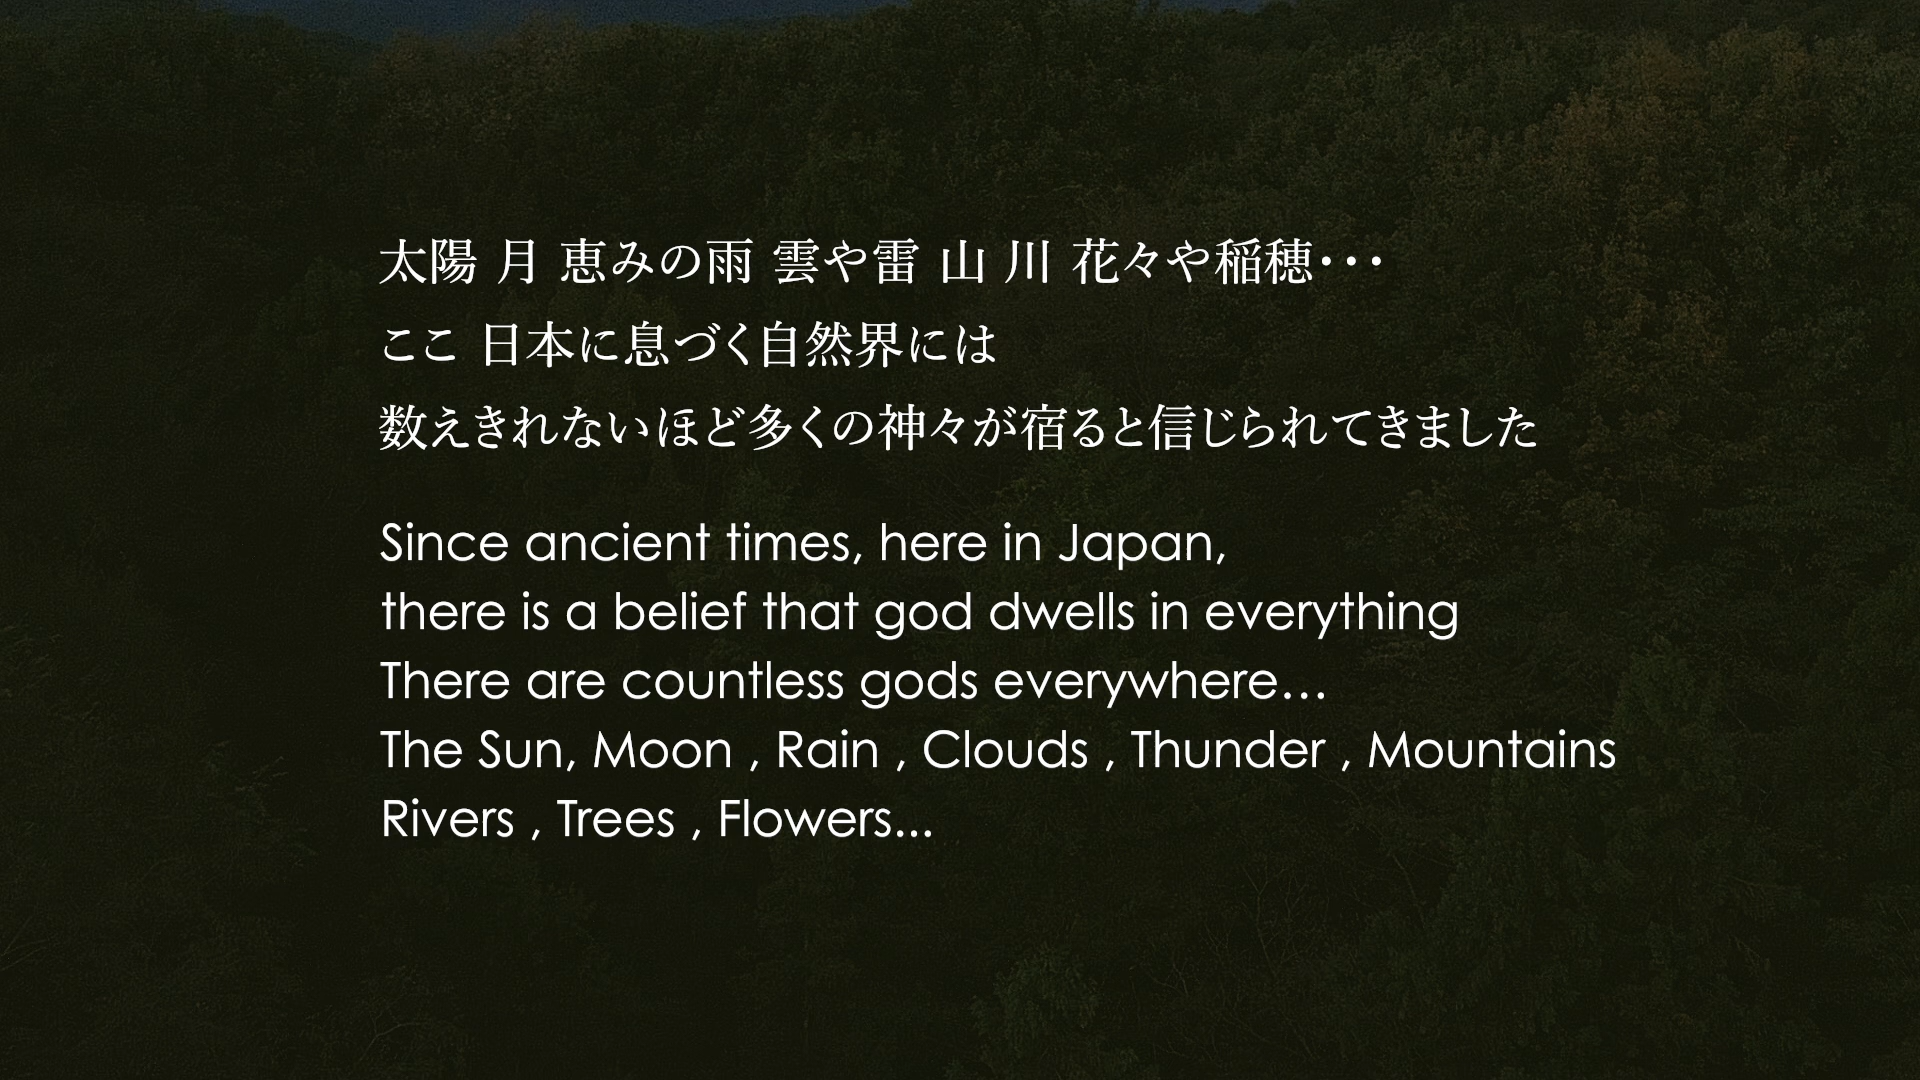 太陽 月 恵みの雨 雲や雷 山 川 花々や稲穂･･･
ここ 日本に息づく自然界には
数えきれないほど多くの神々が宿ると信じられてきました
Since ancient times, here in Japan,
there is a belief that god dwells in everything
There are countless gods everywhere…
The Sun, Moon , Rain , Clouds , Thunder , Mountains
Rivers , Trees , Flowers...